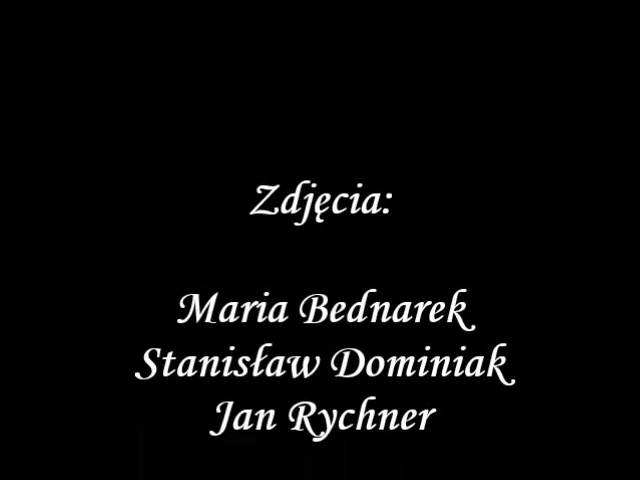 Zdjęcia:
Maria Bednarek
Stanisław Dominiak
Jan Rychner